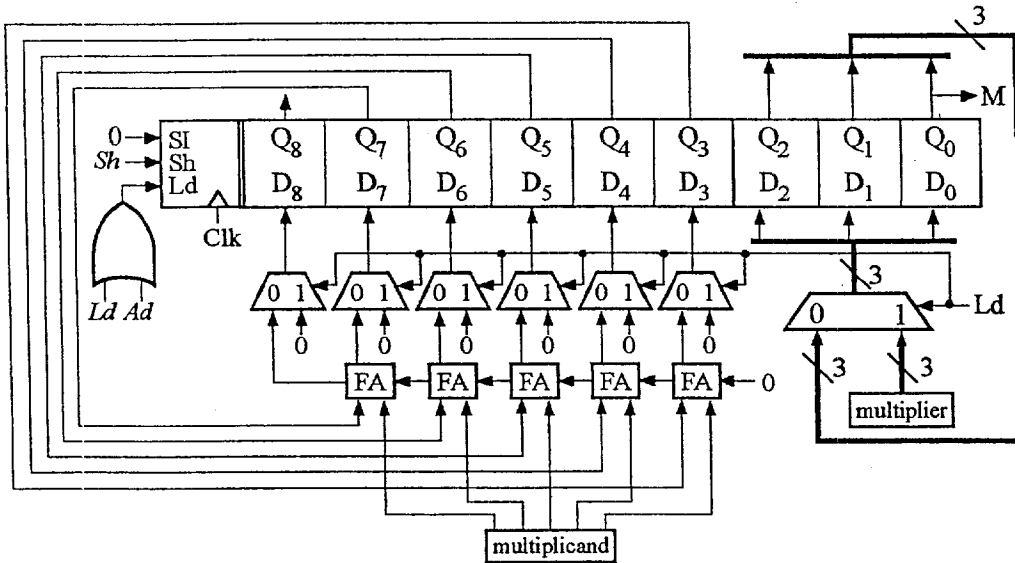 3
M
0 SI
Sh Sh
Ld
Clk
Q8 Q7 Q6 Q5 Q4 Q3 Q2 Q1 Q0
D8 D7 D6 D5 D4 D3 D2 D1 D0
Ld Ad
3
0 1 0 1 0 1 0 1 0 1 0 1
0 1 Ld
0 0 0 0 0 0
3 3
FA FA FA FA FA 0
multiplier
multiplicand